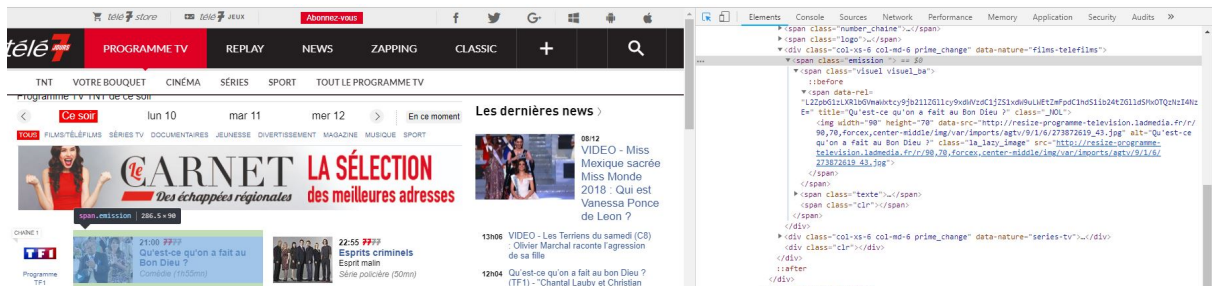 télé 7 store
télé 7 JEUX
Abonnez-vous
télé 7 JOURS
PROGRAMME TV
REPLAY
NEWS
ZAPPING
CLASSIC
TNT
VOTRE BOUQUET
CINÉMA
SÉRIES
SPORT
TOUT LE PROGRAMME TV
Programme TV TNT de ce soir
Ce soir
lun 10
mar 11
mer 12
En ce moment
TOUS FILMS/TÉLÉFILMS SÉRIES TV DOCUMENTAIRES JEUNESSE DIVERTISSEMENT MAGAZINE MUSIQUE SPORT
Le CARNET
Des échappées régionales
LA SÉLECTION
des meilleures adresses
span.emission | 286.5×90
CHAÎNE 1
TF1
Programme
TF1
21:00 7777
Qu'est-ce qu'on a fait au
Bon Dieu ?
Comédie (1h55mn)
22:55 7777
Esprits criminels
Esprit malin
Série policière (50mn)
Les dernières news >
08/12
VIDEO - Miss
Mexique sacrée
Miss Monde
2018 : Qui est
Vanessa Ponce
de Leon ?
13h06 VIDEO - Les Terriens du samedi (C8)
: Olivier Marchal raconte l'agression
de sa fille
12h04 Qu'est-ce qu'on a fait au bon Dieu ?
(TF1) - "Chantal Lauby et Christian
Elements Console Sources Network Performance Memory Application Security Audits »
<span class="number_chaine">…</span>
<span class="logo">…</span>
<div class="col-xs-6 col-md-6 prime_change" data-nature="films-telefilms">
<span class="emission "> == $0
<span class="visuel visuel_ba">
::before
<span data-rel=
E=" title="Qu'est-ce qu'on a fait au Bon Dieu ?" class="_NOL">
<img width="90" height="70" data-src="http://resize-programme-television.ladmedia.fr/r/
90,70,forcex,center-middle/img/var/imports/agtv/9/1/6/273872619_43.jpg" alt="Qu'est-ce
qu'on a fait au Bon Dieu ?" class="la_lazy_image" src="http://resize-programme-
television.ladmedia.fr/r/90,70,forcex,center-middle/img/var/imports/agtv/9/1/6/
273872619_43.jpg">
</span>
</span>
<span class="texte">…</span>
<span class="clr"></span>
</span>
</div>
<div class="col-xs-6 col-md-6 prime_change" data-nature="series-tv">…</div>
<div class="clr"></div>
</div>
::after
</div>